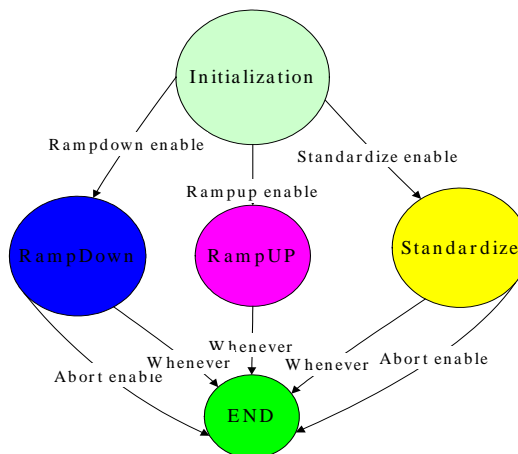 Initialization
Rampdown enable
Standardize enable
Rampup enable
RampDown
RampUP
Standardize
Whenever
Whenever
Whenever
Abort enable
Abort enable
END